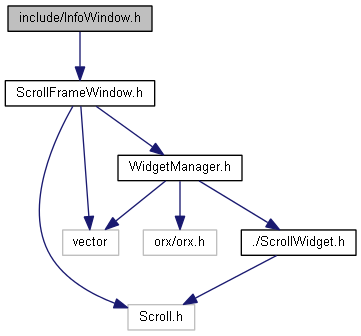 include/InfoWindow.h
ScrollFrameWindow.h
WidgetManager.h
vector
orx/orx.h
./ScrollWidget.h
Scroll.h